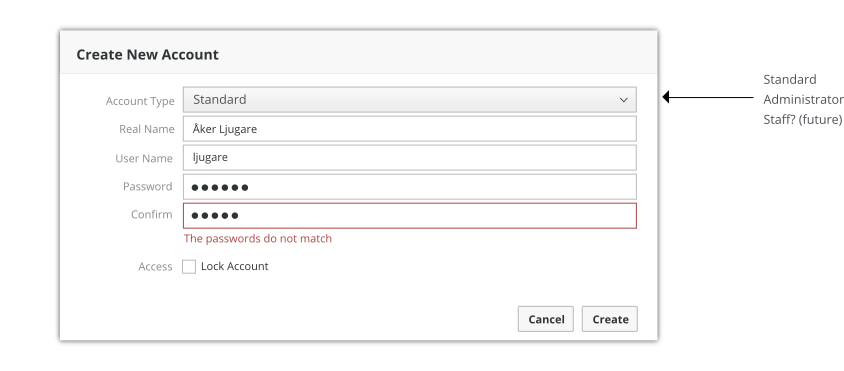 Create New Account
Account Type Standard
Real Name Åker Ljugare
User Name ljugare
Password ●●●●●●
Confirm ●●●●●
The passwords do not match
Access Lock Account
Cancel Create
Standard
Administrator
Staff? (future)